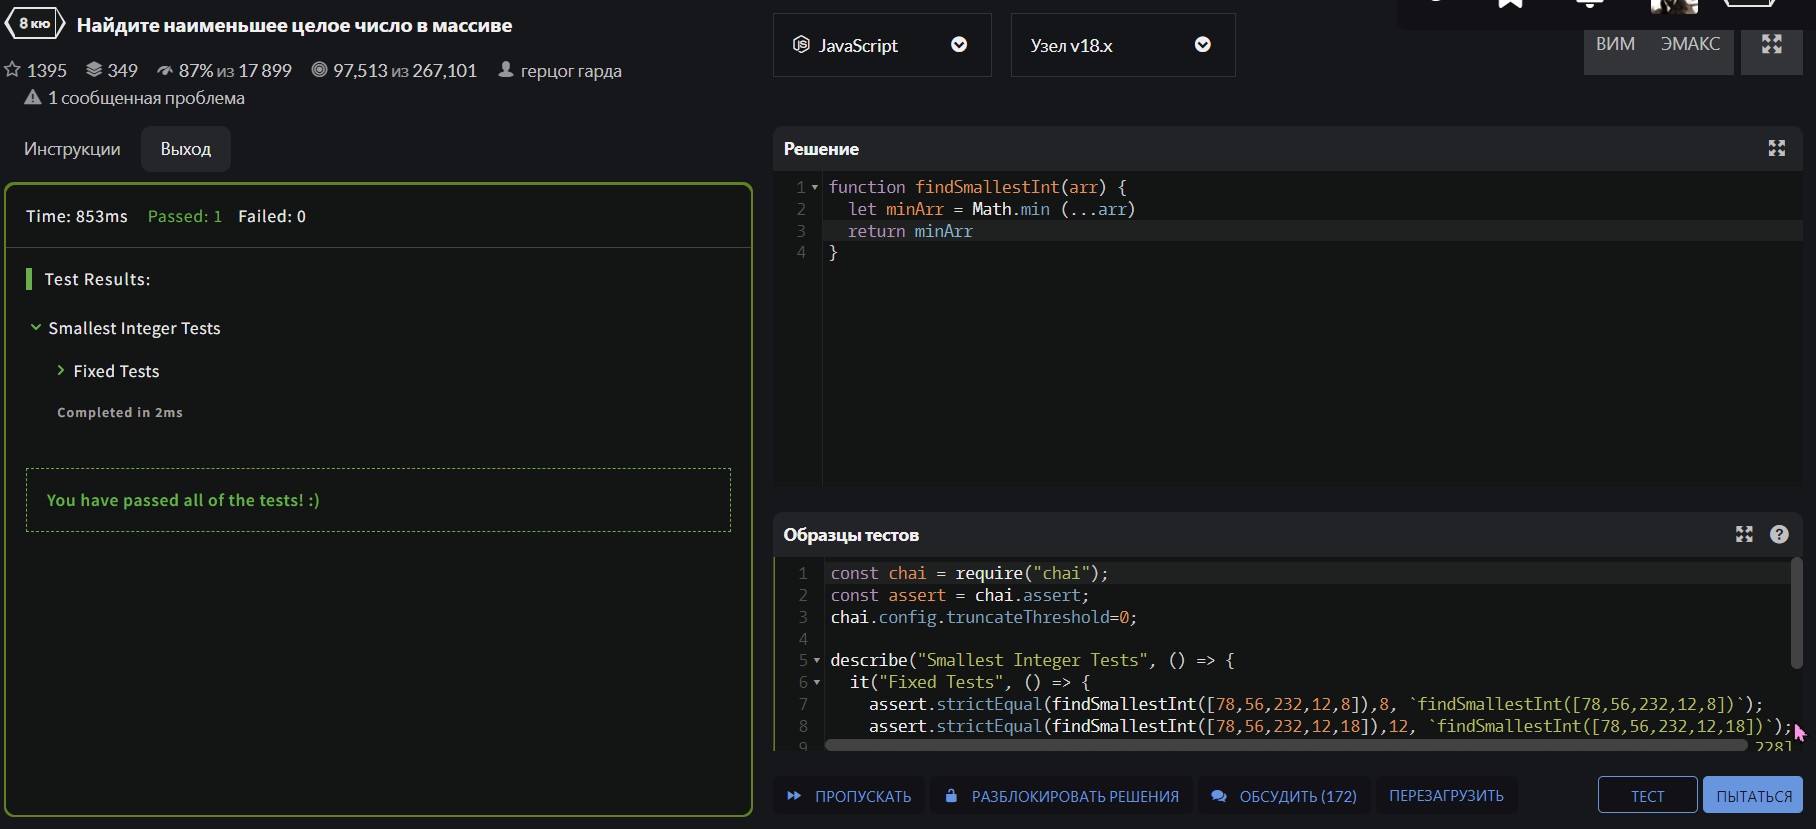 8 кю Найдите наименьшее целое число в массиве
1395 349 87% из 17 899 97,513 из 267,101 герцог гарда
1 сообщенная проблема
Инструкции Выход
Time: 853ms Passed: 1 Failed: 0
Test Results:
Smallest Integer Tests
Fixed Tests
Completed in 2ms
You have passed all of the tests! :)
JavaScript
Узел v18.x
ВИМ ЭМАКС
Решение
1 function findSmallestInt(arr) {
2 let minArr = Math.min (...arr)
3 return minArr
4 }
Образцы тестов
1 const chai = require("chai");
2 const assert = chai.assert;
3 chai.config.truncateThreshold=0;
4
5 describe("Smallest Integer Tests", () => {
6 it("Fixed Tests", () => {
7 assert.strictEqual(findSmallestInt([78,56,232,12,8]),8, `findSmallestInt([78,56,232,12,8])`);
8 assert.strictEqual(findSmallestInt([78,56,232,12,18]),12, `findSmallestInt([78,56,232,12,18])`);
9
ПРОПУСКАТЬ РАЗБЛОКИРОВАТЬ РЕШЕНИЯ ОБСУДИТЬ (172) ПЕРЕЗАГРУЗИТЬ ТЕСТ ПЫТАТЬСЯ